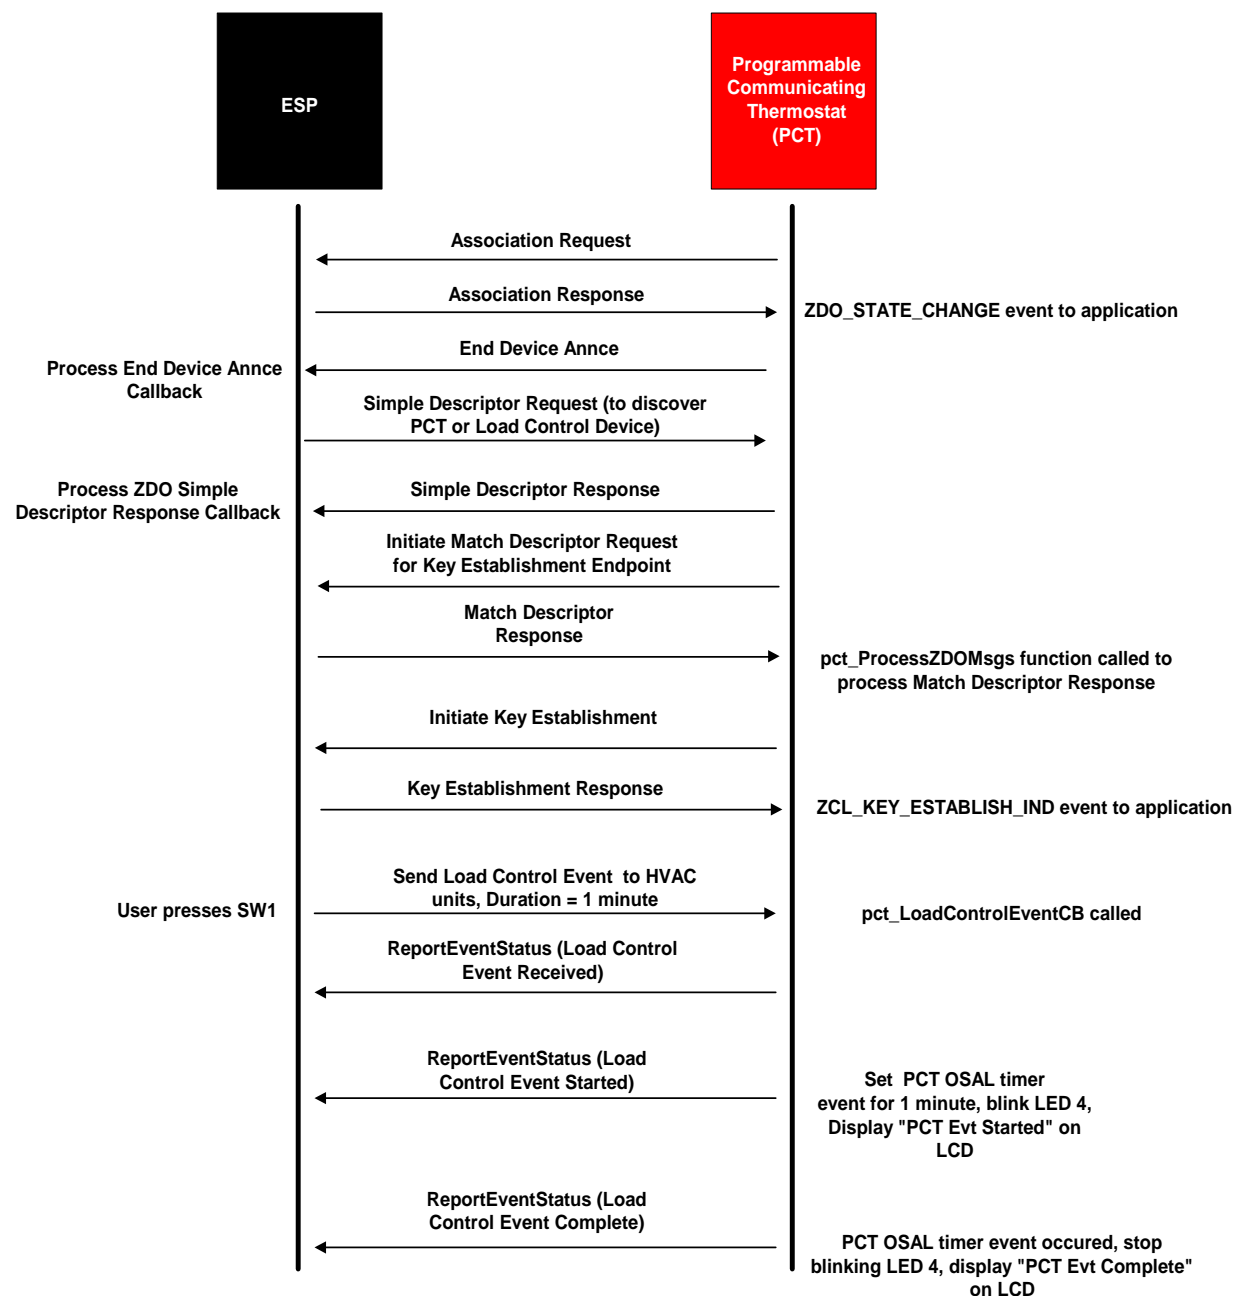 ESP
Programmable
Communicating
Thermostat
(PCT)
Association Request
Association Response
ZDO_STATE_CHANGE event to application
End Device Annce
Process End Device Annce
Callback
Simple Descriptor Request (to discover
PCT or Load Control Device)
Process ZDO Simple
Descriptor Response Callback
Simple Descriptor Response
Initiate Match Descriptor Request
for Key Establishment Endpoint
Match Descriptor
Response
pct_ProcessZDOMsgs function called to
process Match Descriptor Response
Initiate Key Establishment
Key Establishment Response
ZCL_KEY_ESTABLISH_IND event to application
User presses SW1
Send Load Control Event to HVAC
units, Duration = 1 minute
pct_LoadControlEventCB called
ReportEventStatus (Load Control
Event Received)
ReportEventStatus (Load
Control Event Started)
Set PCT OSAL timer
event for 1 minute, blink LED 4,
Display "PCT Evt Started" on
LCD
ReportEventStatus (Load
Control Event Complete)
PCT OSAL timer event occured, stop
blinking LED 4, display "PCT Evt Complete"
on LCD